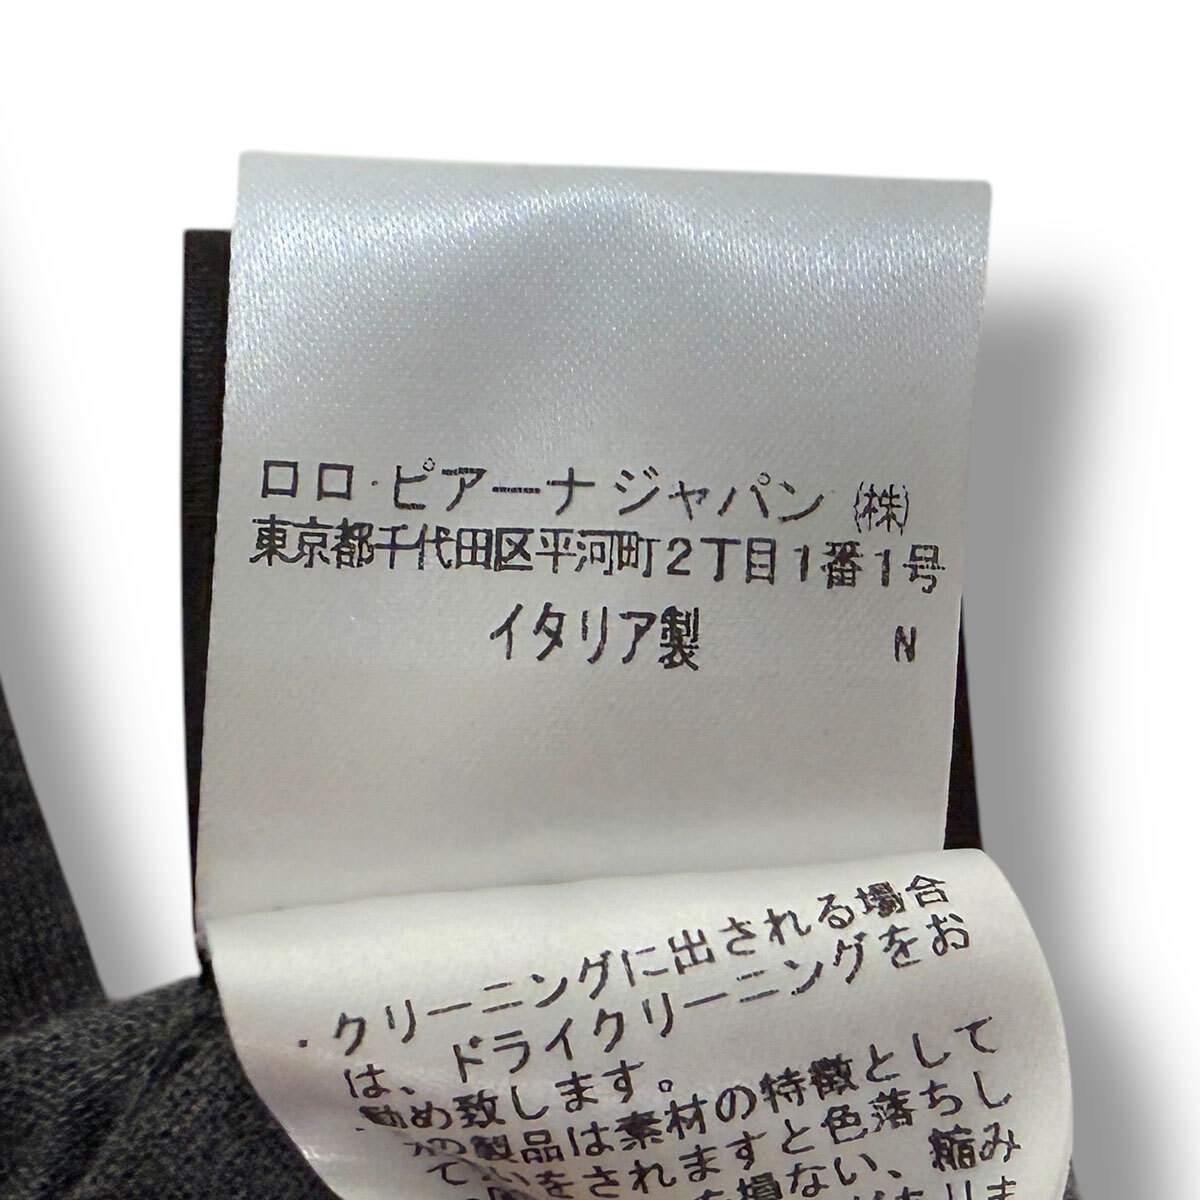 ロロ・ピアーナ ジャパン ㈱
東京都千代田区平河町2丁目1番1号
イタリア製 N
・クリーニングに出される場合
は、ドライクリーニングをお
勧め致します。
製品は素材の特徴として
をされますと色落ちし
損ない、縮み